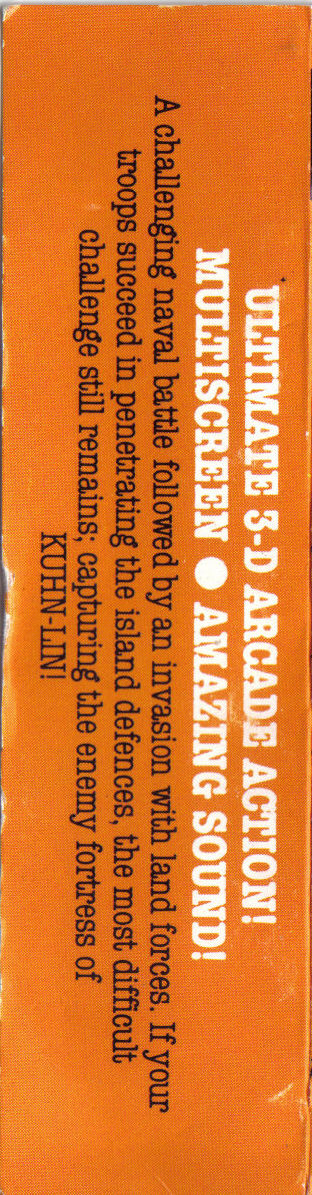 ULTIMATE 3-D ARCADE ACTION!
MULTISCREEN ● AMAZING SOUND!
A challenging naval battle followed by an invasion with land forces. If your
troops succeed in penetrating the island defences, the most difficult
challenge still remains; capturing the enemy fortress of
KUHN-LIN!